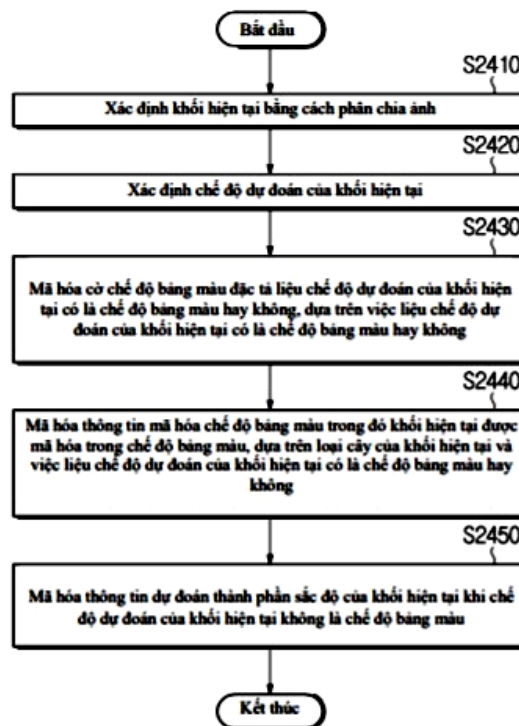 Bắt đầu
S2410
Xác định khối hiện tại bằng cách phân chia ảnh
S2420
Xác định chế độ dự đoán của khối hiện tại
S2430
Mã hóa cờ chế độ bảng màu đặc tả liệu chế độ dự đoán của khối hiện
tại có là chế độ bảng màu hay không, dựa trên việc liệu chế độ dự
đoán của khối hiện tại có là chế độ bảng màu hay không
S2440
Mã hóa thông tin mã hóa chế độ bảng màu trong đó khối hiện tại được
mã hóa trong chế độ bảng màu, dựa trên loại cây của khối hiện tại và
việc liệu chế độ dự đoán của khối hiện tại có là chế độ bảng màu hay
không
S2450
Mã hóa thông tin dự đoán thành phần sắc độ của khối hiện tại khi chế
độ dự đoán của khối hiện tại không là chế độ bảng màu
Kết thúc